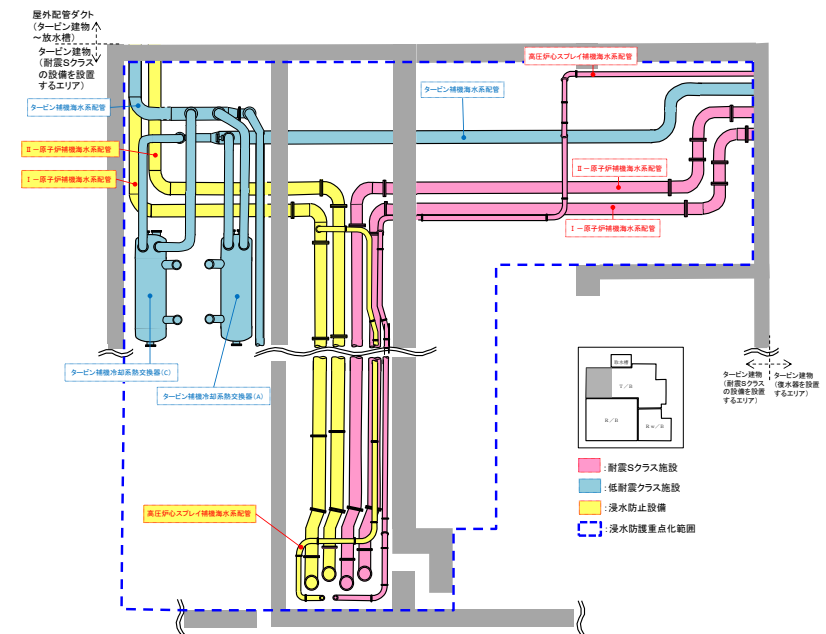 屋外配管ダクト
(タービン建物
～放水槽)
タービン建物
(耐震Sクラス
の設備を設置
するエリア)
高圧炉心スプレイ補機海水系配管
タービン補機海水系配管
タービン補機海水系配管
Ⅱ－原子炉補機海水系配管
Ⅰ－原子炉補機海水系配管
Ⅱ－原子炉補機海水系配管
Ⅰ－原子炉補機海水系配管
タービン補機冷却系熱交換器(C)
タービン補機冷却系熱交換器(A)
高圧炉心スプレイ補機海水系配管
放水槽
T／B
R／B
Rw／B
タービン建物
(耐震Sクラス
の設備を設置
するエリア)
タービン建物
(復水器を設置
するエリア)
:耐震Sクラス施設
:低耐震クラス施設
:浸水防止設備
:浸水防護重点化範囲